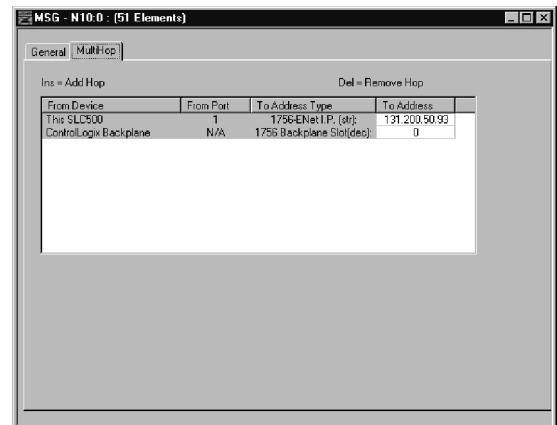 MSG - N10:0 : (51 Elements)
General MultiHop
Ins = Add Hop Del = Remove Hop
From Device From Port To Address Type To Address
This SLC500 1 1756-ENet I.P. (str): 131.200.50.93
ControlLogix Backplane N/A 1756 Backplane Slot(dec): 0